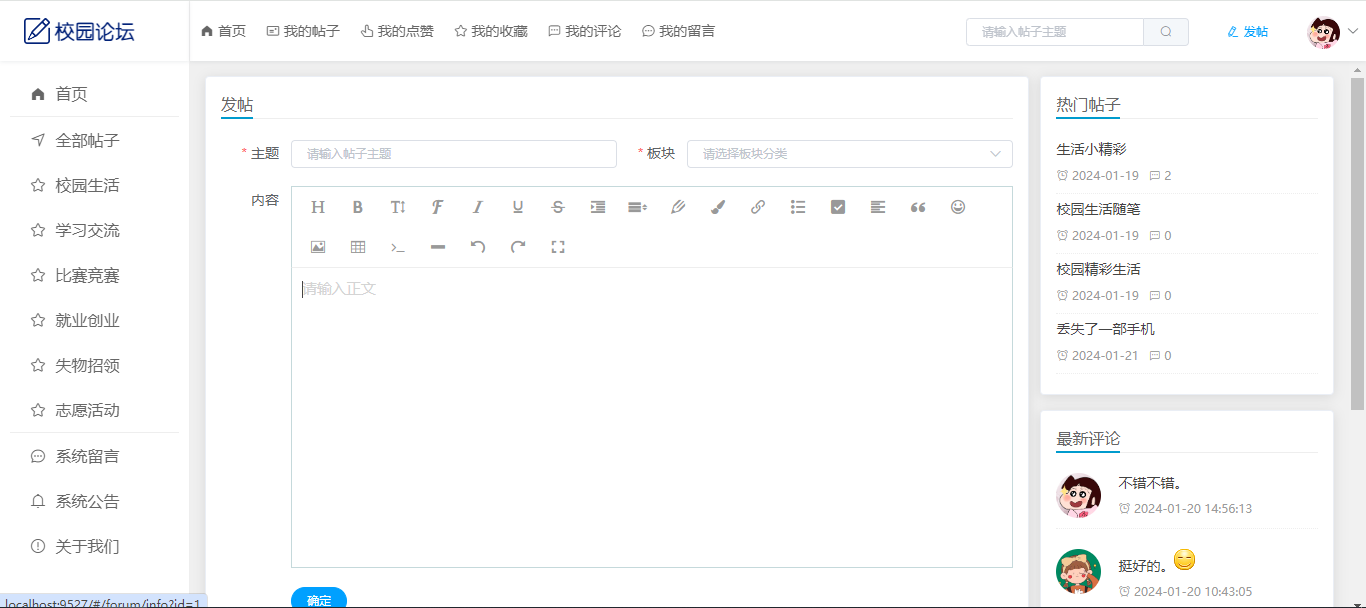 校园论坛
首页 我的帖子 我的点赞 我的收藏 我的评论 我的留言
请输入帖子主题
发帖
首页
全部帖子
校园生活
学习交流
比赛竞赛
就业创业
失物招领
志愿活动
系统留言
系统公告
关于我们
发帖
* 主题 请输入帖子主题 * 板块 请选择板块分类
内容
请输入正文
确定
热门帖子
生活小精彩
2024-01-19 2
校园生活随笔
2024-01-19 0
校园精彩生活
2024-01-19 0
丢失了一部手机
2024-01-21 0
最新评论
不错不错。
2024-01-20 14:56:13
挺好的。
2024-01-20 10:43:05
localhost:9527/#/forum/info?id=1